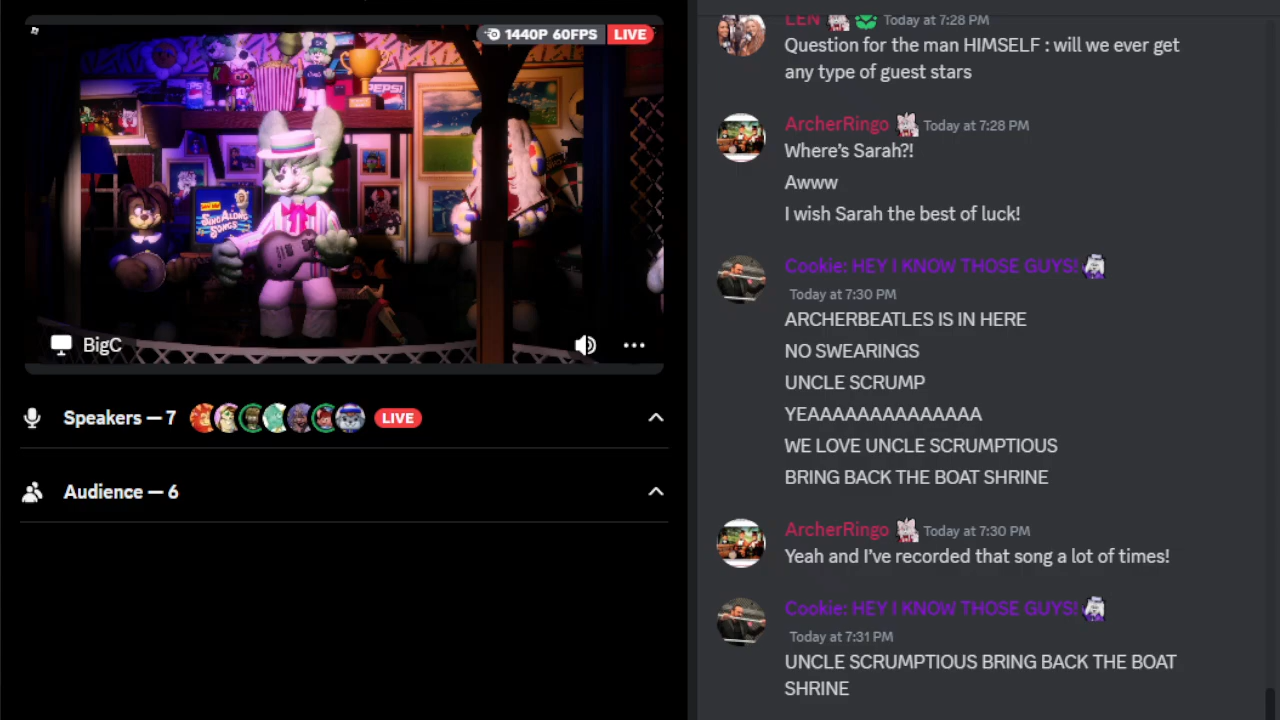 1440P 60FPS LIVE
PEPSI
SING ALONG
SONGS
BigC
Speakers — 7 LIVE
Audience — 6
LEN Today at 7:28 PM
Question for the man HIMSELF : will we ever get
any type of guest stars
ArcherRingo Today at 7:28 PM
Where's Sarah?!
Awww
I wish Sarah the best of luck!
Cookie: HEY I KNOW THOSE GUYS!
Today at 7:30 PM
ARCHERBEATLES IS IN HERE
NO SWEARINGS
UNCLE SCRUMP
YEAAAAAAAAAAAAAA
WE LOVE UNCLE SCRUMPTIOUS
BRING BACK THE BOAT SHRINE
ArcherRingo Today at 7:30 PM
Yeah and I've recorded that song a lot of times!
Cookie: HEY I KNOW THOSE GUYS!
Today at 7:31 PM
UNCLE SCRUMPTIOUS BRING BACK THE BOAT
SHRINE